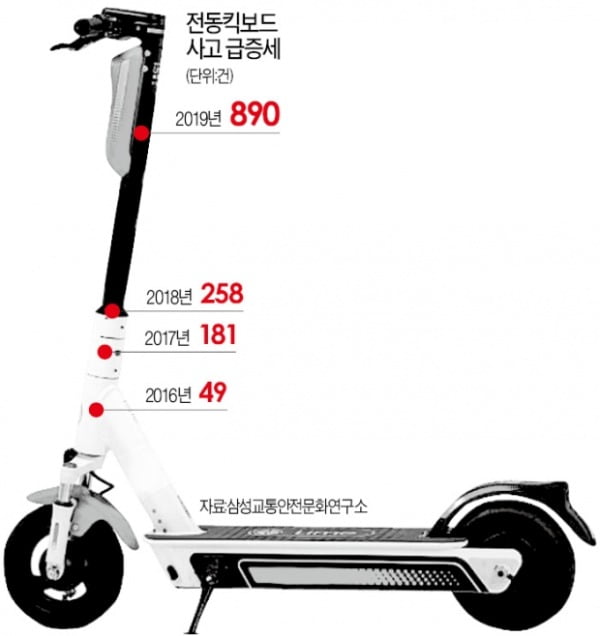 전동킥보드
사고 급증세
(단위:건)
2019년 890
2018년 258
2017년 181
2016년 49
자료:삼성교통안전문화연구소
Lime